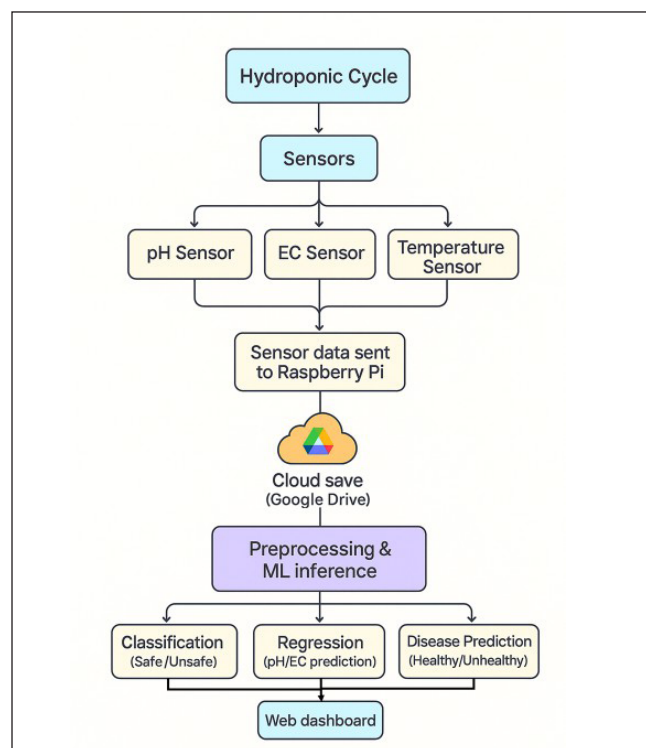 Hydroponic Cycle
Sensors
pH Sensor
EC Sensor
Temperature
Sensor
Sensor data sent
to Raspberry Pi
Cloud save
(Google Drive)
Preprocessing &
ML inference
Classification
(Safe/Unsafe)
Regression
(pH/EC prediction)
Disease Prediction
(Healthy/Unhealthy)
Web dashboard